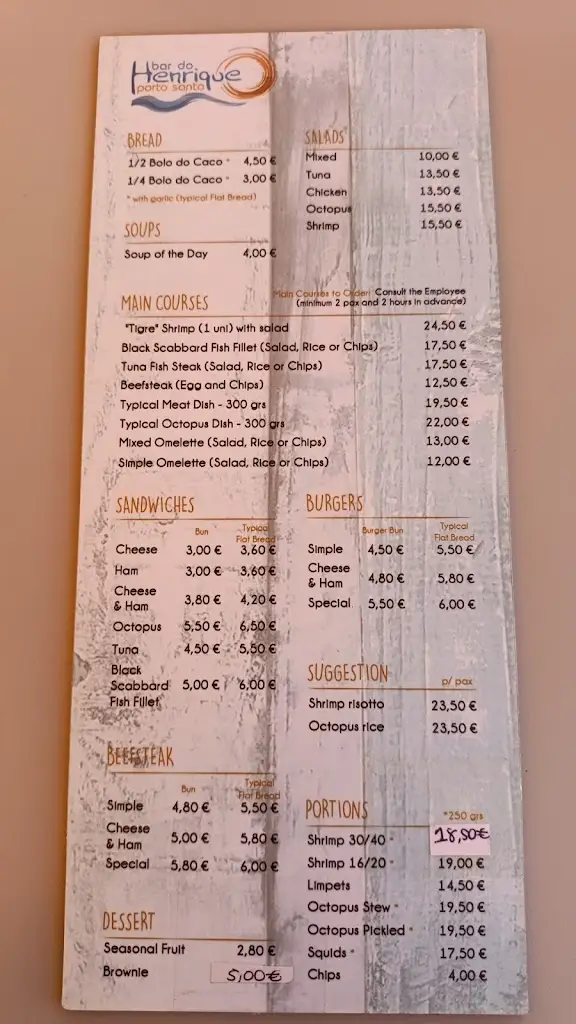 bar do
Henrique
porto santo
BREAD
1/2 Bolo do Caco * 4,50 €
1/4 Bolo do Caco * 3,00 €
* with garlic (typical Flat Bread)
SOUPS
Soup of the Day 4,00 €
SALADS
Mixed 10,00 €
Tuna 13,50 €
Chicken 13,50 €
Octopus 15,50 €
Shrimp 15,50 €
MAIN COURSES
Main Courses to Order: Consult the Employee
(minimum 2 pax and 2 hours in advance)
"Tigre" Shrimp (1 uni) with salad 24,50 €
Black Scabbard Fish Fillet (Salad, Rice or Chips) 17,50 €
Tuna Fish Steak (Salad, Rice or Chips) 17,50 €
Beefsteak (Egg and Chips) 12,50 €
Typical Meat Dish - 300 grs 19,50 €
Typical Octopus Dish - 300 grs 22,00 €
Mixed Omelette (Salad, Rice or Chips) 13,00 €
Simple Omelette (Salad, Rice or Chips) 12,00 €
SANDWICHES
Bun Typical
Flat Bread
Cheese 3,00 € 3,60 €
Ham 3,00 € 3,60 €
Cheese
& Ham 3,80 € 4,20 €
Octopus 5,50 € 6,50 €
Tuna 4,50 € 5,50 €
Black
Scabbard 5,00 € 6,00 €
Fish Fillet
BEEFSTEAK
Bun Typical
Flat Bread
Simple 4,80 € 5,50 €
Cheese
& Ham 5,00 € 5,80 €
Special 5,80 € 6,00 €
DESSERT
Seasonal Fruit 2,80 €
Brownie 5,00€
BURGERS
Burger Bun Typical
Flat Bread
Simple 4,50 € 5,50 €
Cheese
& Ham 4,80 € 5,80 €
Special 5,50 € 6,00 €
SUGGESTION p/ pax
Shrimp risotto 23,50 €
Octopus rice 23,50 €
PORTIONS *250 grs
Shrimp 30/40 * 18,50€
Shrimp 16/20 * 19,00 €
Limpets 14,50 €
Octopus Stew * 19,50 €
Octopus Pickled * 19,50 €
Squids * 17,50 €
Chips 4,00 €